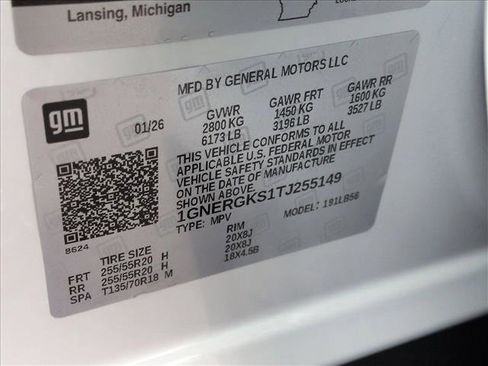 Lansing, Michigan
MFD BY GENERAL MOTORS LLC
gm
01/26
GVWR GAWR FRT GAWR RR
2800 KG 1450 KG 1600 KG
6173 LB 3196 LB 3527 LB
THIS VEHICLE CONFORMS TO ALL
APPLICABLE U.S. FEDERAL MOTOR
VEHICLE SAFETY STANDARDS IN EFFECT
ON THE DATE OF MANUFACTURE
SHOWN ABOVE.
1GNERGKS1TJ255149
TYPE: MPV MODEL: 191LB56
8624
TIRE SIZE RIM
FRT 255/55R20 H 20X8J
RR 255/55R20 H 20X8J
SPA T135/70R18 M 18X4.5B